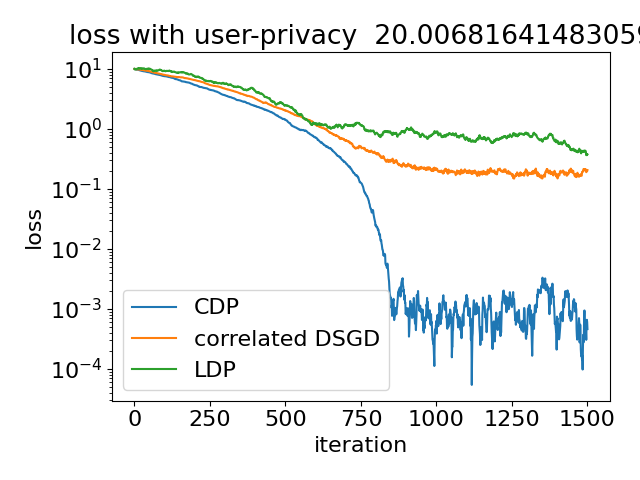 loss with user-privacy 20.00681641483059
loss
10¹
10⁰
10⁻¹
10⁻²
10⁻³
10⁻⁴
CDP
correlated DSGD
LDP
0 250 500 750 1000 1250 1500
iteration